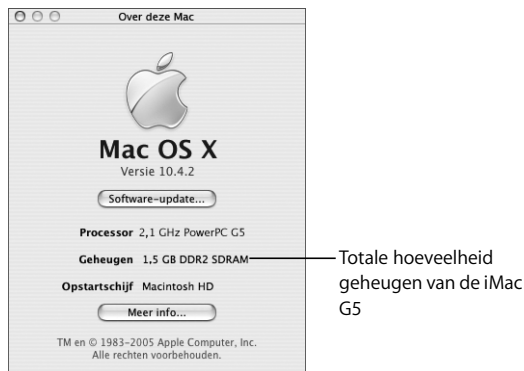 Over deze Mac
Mac OS X
Versie 10.4.2
Software-update...
Processor 2,1 GHz PowerPC G5
Geheugen 1,5 GB DDR2 SDRAM
Opstartschijf Macintosh HD
Meer info...
TM en © 1983-2005 Apple Computer, Inc.
Alle rechten voorbehouden.
Totale hoeveelheid
geheugen van de iMac
G5